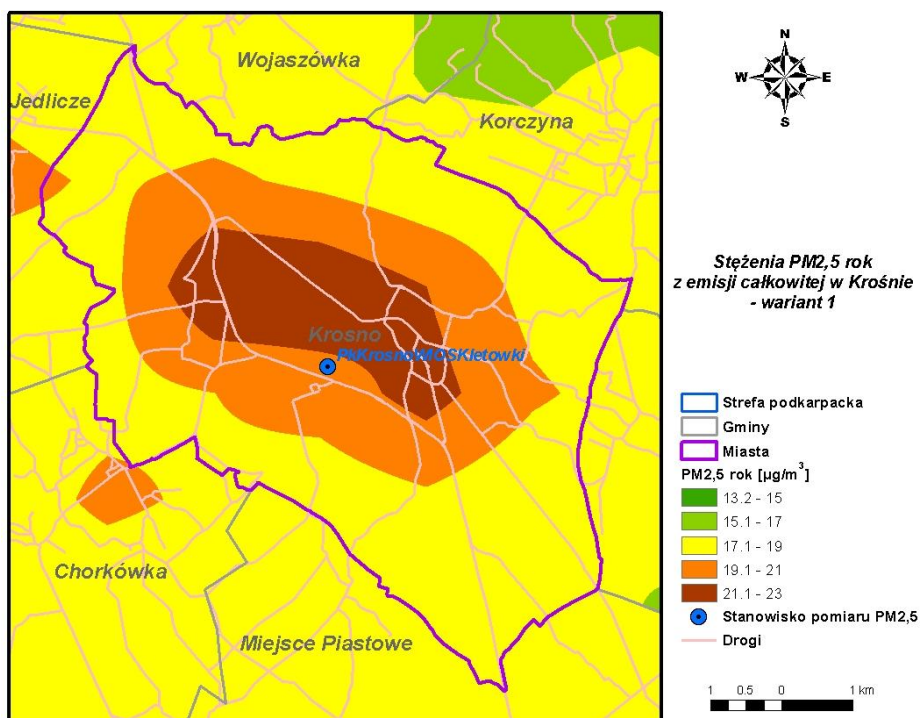 Wojaszówka
Jedlicze
Korczyna
Krosno
PkKrosnoWIOSKletowki
Chorkówka
Miejsce Piastowe
N
W E
S
Stężenia PM2,5 rok
z emisji całkowitej w Krośnie
- wariant 1
Strefa podkarpacka
Gminy
Miasta
PM2,5 rok [µg/m³]
13.2 - 15
15.1 - 17
17.1 - 19
19.1 - 21
21.1 - 23
Stanowisko pomiaru PM2,5
Drogi
1 0.5 0 1 km